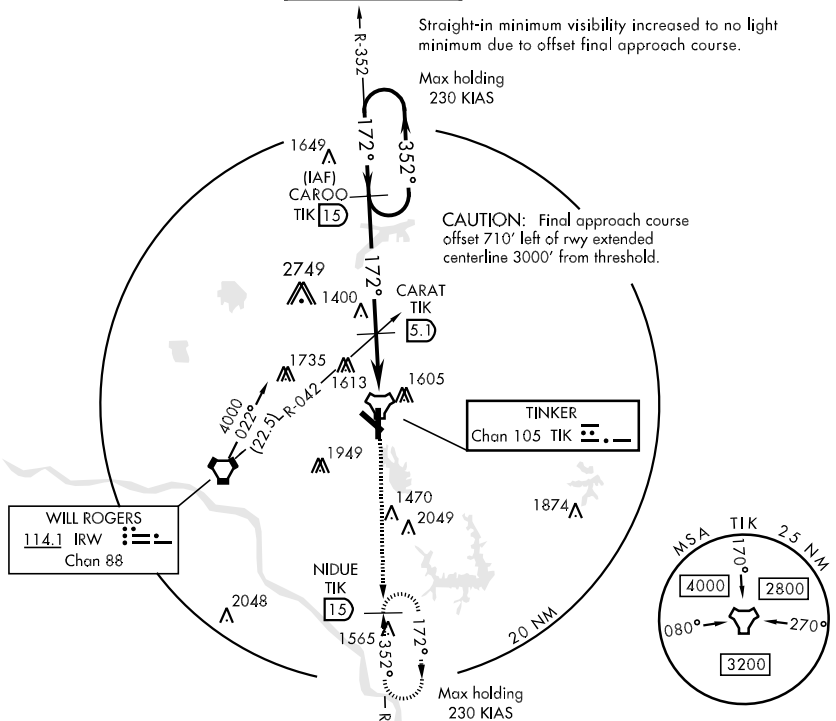 Straight-in minimum visibility increased to no light
minimum due to offset final approach course.
R-352
Max holding
230 KIAS
172°
352°
1649
(IAF)
CAROO
TIK 15
CAUTION: Final approach course
offset 710' left of rwy extended
centerline 3000' from threshold.
172°
2749
1400
CARAT
TIK
5.1
1735
1613
1605
4000
022°
R-042
(22.5)
TINKER
Chan 105 TIK
1949
WILL ROGERS
114.1 IRW
Chan 88
1470
2049
1874
MSA TIK 25 NM
170°
4000
2800
080°
270°
3200
NIDUE
TIK
15
20 NM
2048
1565
352°
172°
Max holding
230 KIAS
R